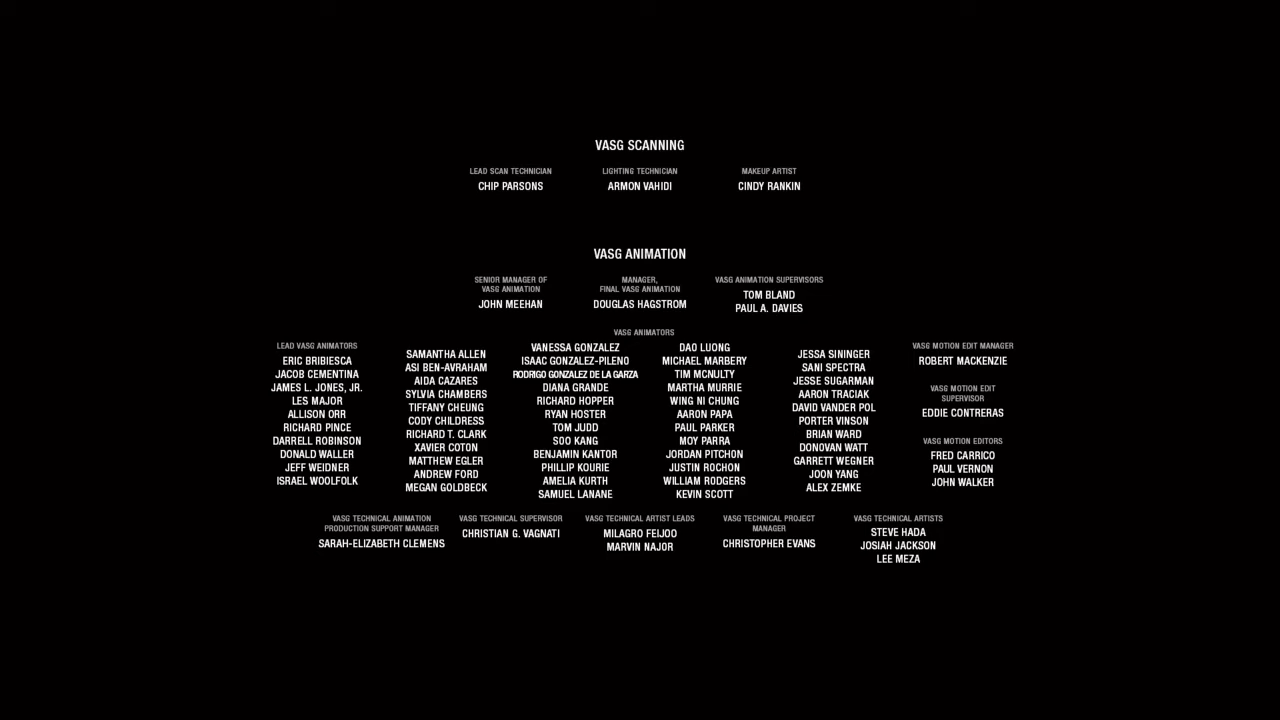 VASG SCANNING
LEAD SCAN TECHNICIAN
CHIP PARSONS
LIGHTING TECHNICIAN
ARMON VAHIDI
MAKEUP ARTIST
CINDY RANKIN
VASG ANIMATION
SENIOR MANAGER OF
VASG ANIMATION
JOHN MEEHAN
MANAGER,
FINAL VASG ANIMATION
DOUGLAS HAGSTROM
VASG ANIMATION SUPERVISORS
TOM BLAND
PAUL A. DAVIES
LEAD VASG ANIMATORS
ERIC BRIBIESCA
JACOB CEMENTINA
JAMES L. JONES, JR.
LES MAJOR
ALLISON ORR
RICHARD PINCE
DARRELL ROBINSON
DONALD WALLER
JEFF WEIDNER
ISRAEL WOOLFOLK
VASG ANIMATORS
SAMANTHA ALLEN
ASI BEN-AVRAHAM
AIDA CAZARES
SYLVIA CHAMBERS
TIFFANY CHEUNG
CODY CHILDRESS
RICHARD T. CLARK
XAVIER COTON
MATTHEW EGLER
ANDREW FORD
MEGAN GOLDBECK
VANESSA GONZALEZ
ISAAC GONZALEZ-PILENO
RODRIGO GONZALEZ DE LA GARZA
DIANA GRANDE
RICHARD HOPPER
RYAN HOSTER
TOM JUDD
SOO KANG
BENJAMIN KANTOR
PHILLIP KOURIE
AMELIA KURTH
SAMUEL LANANE
DAO LUONG
MICHAEL MARBERY
TIM MCNULTY
MARTHA MURRIE
WING NI CHUNG
AARON PAPA
PAUL PARKER
MOY PARRA
JORDAN PITCHON
JUSTIN ROCHON
WILLIAM RODGERS
KEVIN SCOTT
JESSA SININGER
SANI SPECTRA
JESSE SUGARMAN
AARON TRACIAK
DAVID VANDER POL
PORTER VINSON
BRIAN WARD
DONOVAN WATT
GARRETT WEGNER
JOON YANG
ALEX ZEMKE
VASG MOTION EDIT MANAGER
ROBERT MACKENZIE
VASG MOTION EDIT
SUPERVISOR
EDDIE CONTRERAS
VASG MOTION EDITORS
FRED CARRICO
PAUL VERNON
JOHN WALKER
VASG TECHNICAL ANIMATION
PRODUCTION SUPPORT MANAGER
SARAH-ELIZABETH CLEMENS
VASG TECHNICAL SUPERVISOR
CHRISTIAN G. VAGNATI
VASG TECHNICAL ARTIST LEADS
MILAGRO FEIJOO
MARVIN NAJOR
VASG TECHNICAL PROJECT
MANAGER
CHRISTOPHER EVANS
VASG TECHNICAL ARTISTS
STEVE HADA
JOSIAH JACKSON
LEE MEZA